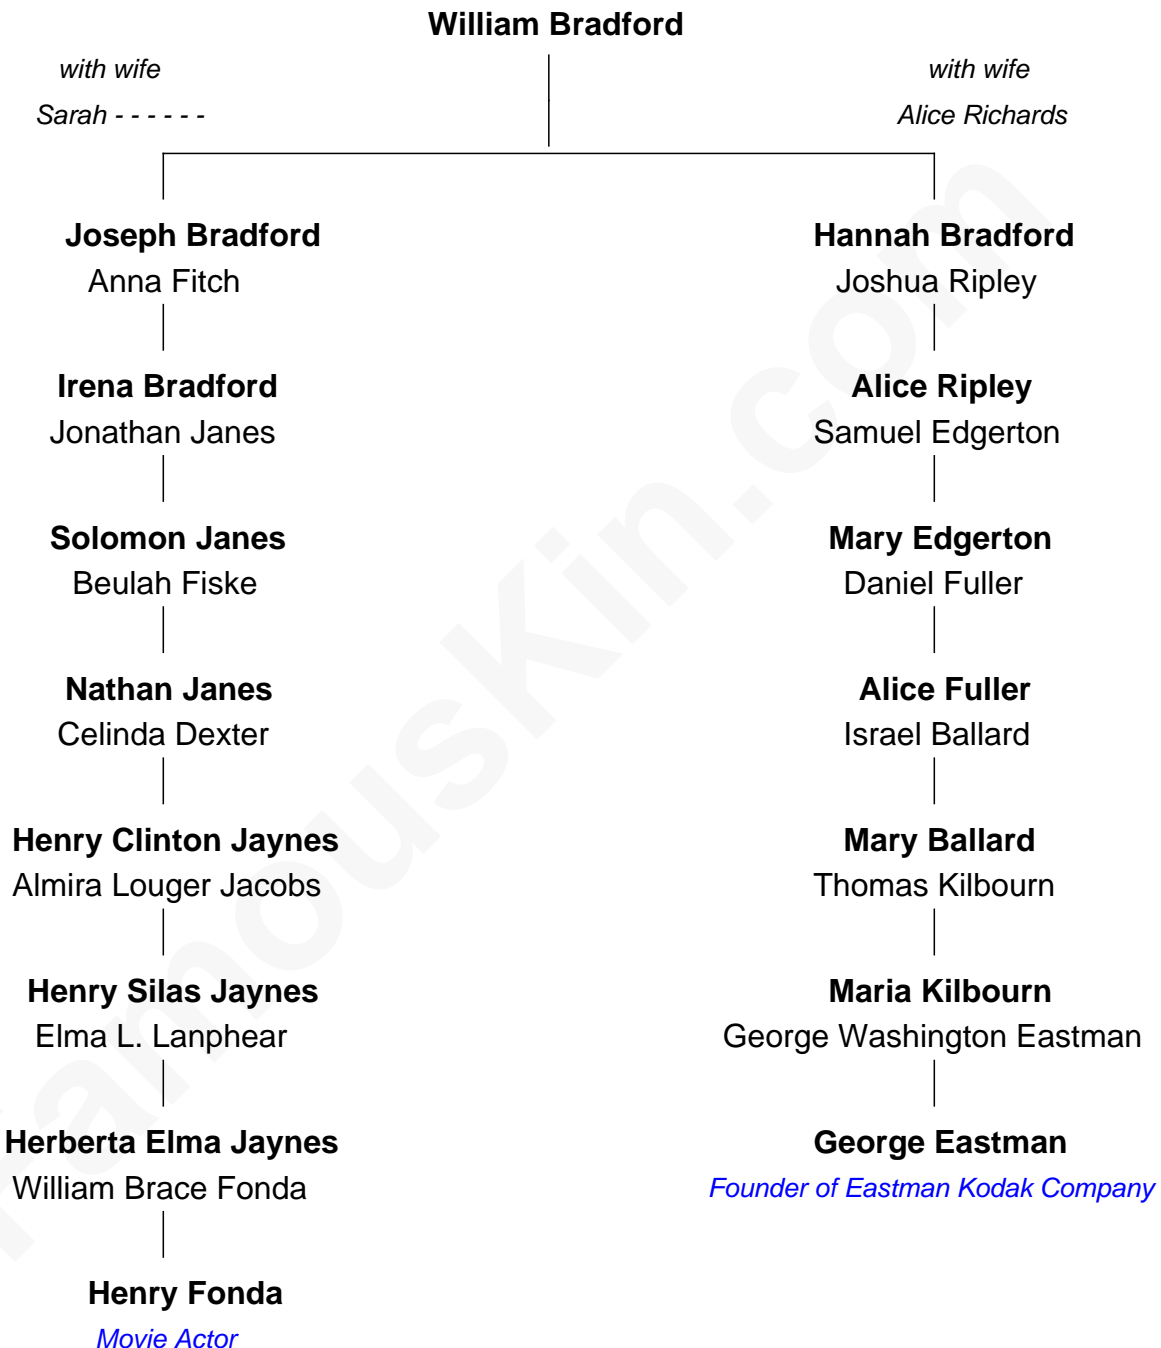 William Bradford
with wife
Sarah - - - - - -
with wife
Alice Richards
Joseph Bradford
Anna Fitch
Hannah Bradford
Joshua Ripley
Irena Bradford
Jonathan Janes
Alice Ripley
Samuel Edgerton
Solomon Janes
Beulah Fiske
Mary Edgerton
Daniel Fuller
Nathan Janes
Celinda Dexter
Alice Fuller
Israel Ballard
Henry Clinton Jaynes
Almira Louger Jacobs
Mary Ballard
Thomas Kilbourn
Henry Silas Jaynes
Elma L. Lanphear
Maria Kilbourn
George Washington Eastman
Herberta Elma Jaynes
William Brace Fonda
George Eastman
Founder of Eastman Kodak Company
Henry Fonda
Movie Actor
FamousKin.com